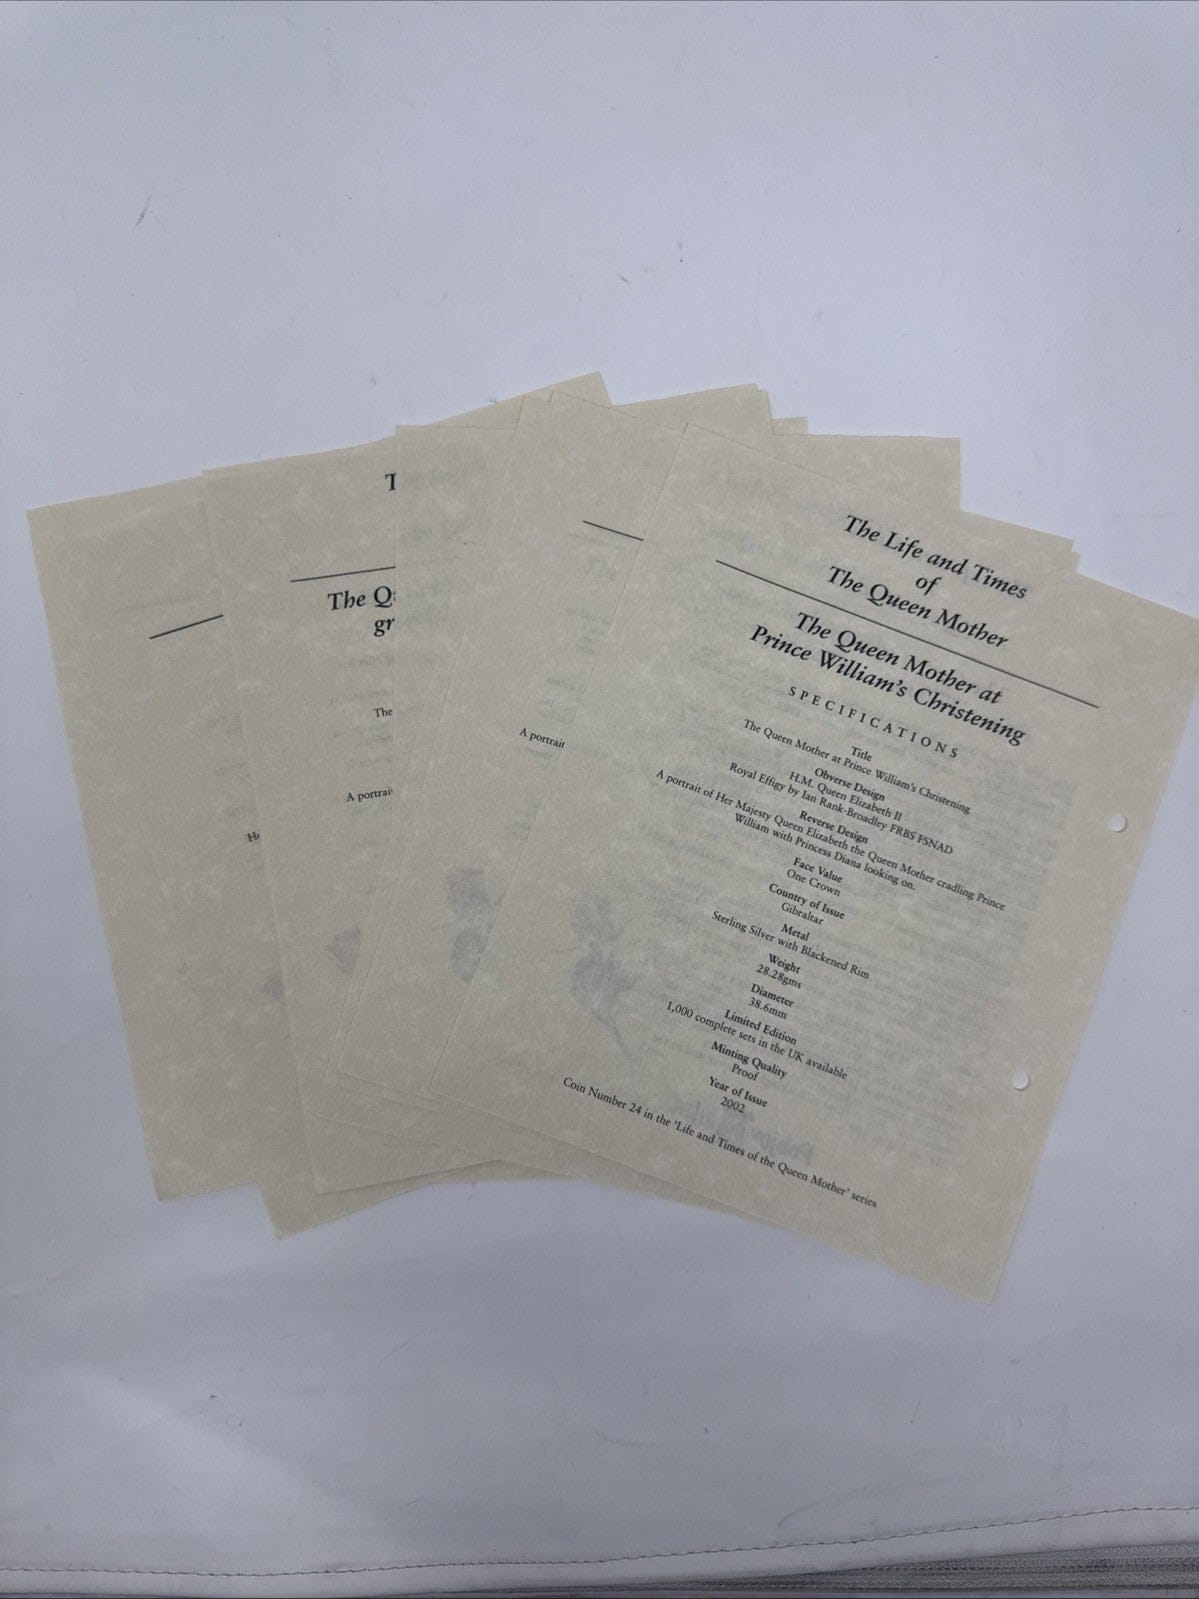 T
The Q
gr
The
A portrai
H
A portrait
The Life and Times
of
The Queen Mother
The Queen Mother at
Prince William's Christening
SPECIFICATIONS
Title
The Queen Mother at Prince William's Christening
Obverse Design
H.M. Queen Elizabeth II
Royal Effigy by Ian Rank-Broadley FRBS FSNAD
Reverse Design
A portrait of Her Majesty Queen Elizabeth the Queen Mother cradling Prince
William with Princess Diana looking on.
Face Value
One Crown
Country of Issue
Gibraltar
Metal
Sterling Silver with Blackened Rim
Weight
28.28gms
Diameter
38.6mm
Limited Edition
1,000 complete sets in the UK available
Minting Quality
Proof
Year of Issue
2002
Coin Number 24 in the 'Life and Times of the Queen Mother' series